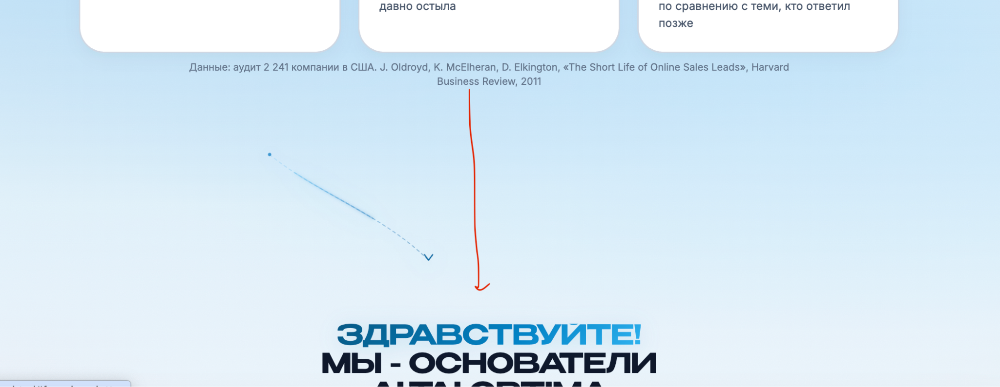 давно остыла
по сравнению с теми, кто ответил
позже
Данные: аудит 2 241 компании в США. J. Oldroyd, K. McElheran, D. Elkington, «The Short Life of Online Sales Leads», Harvard
Business Review, 2011
ЗДРАВСТВУЙТЕ!
МЫ - ОСНОВАТЕЛИ